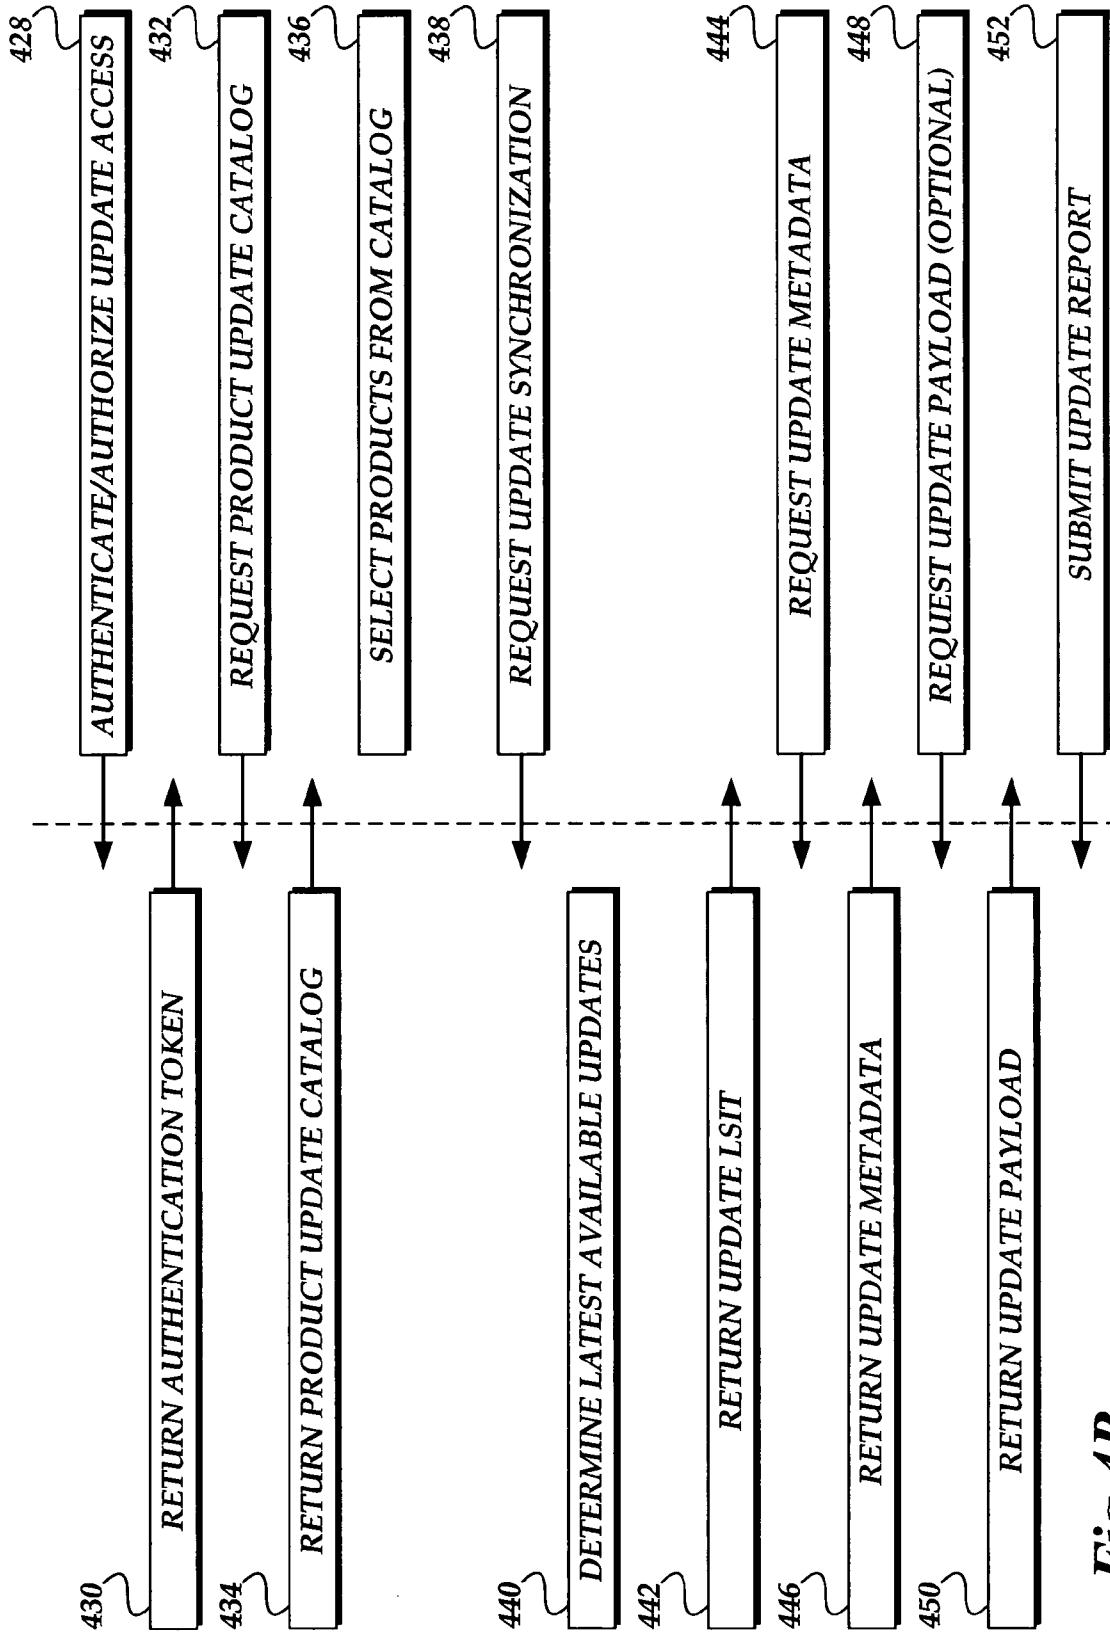 428
AUTHENTICATE/AUTHORIZE UPDATE ACCESS
430
RETURN AUTHENTICATION TOKEN
432
REQUEST PRODUCT UPDATE CATALOG
434
RETURN PRODUCT UPDATE CATALOG
436
SELECT PRODUCTS FROM CATALOG
438
REQUEST UPDATE SYNCHRONIZATION
440
DETERMINE LATEST AVAILABLE UPDATES
442
RETURN UPDATE LSIT
444
REQUEST UPDATE METADATA
446
RETURN UPDATE METADATA
448
REQUEST UPDATE PAYLOAD (OPTIONAL)
450
RETURN UPDATE PAYLOAD
452
SUBMIT UPDATE REPORT
Fig